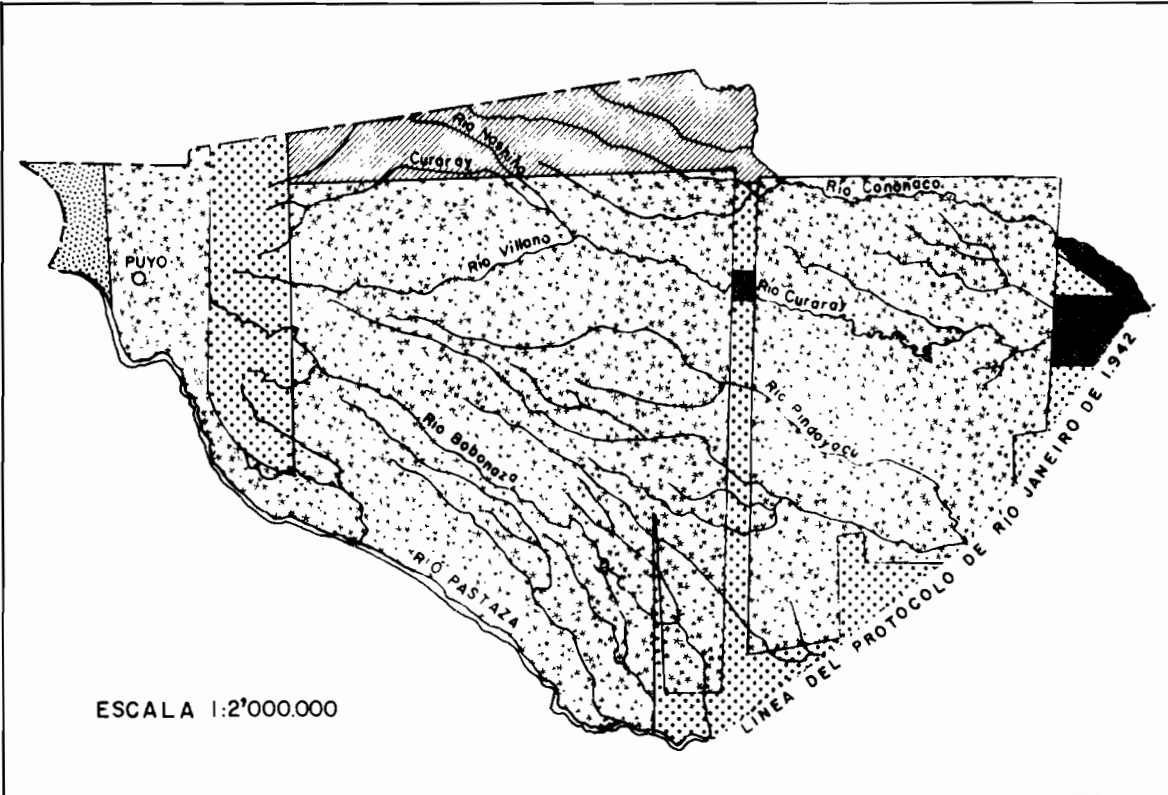 Río Nashiño
Curaray
Río Cononaco
PUYO
Río Villano
Río Curaray
Río Pindoyacu
Río Bobonaza
RIO PASTAZA
LINEA DEL PROTOCOLO DE RIO JANEIRO DE 1.942
ESCALA 1:2'000.000